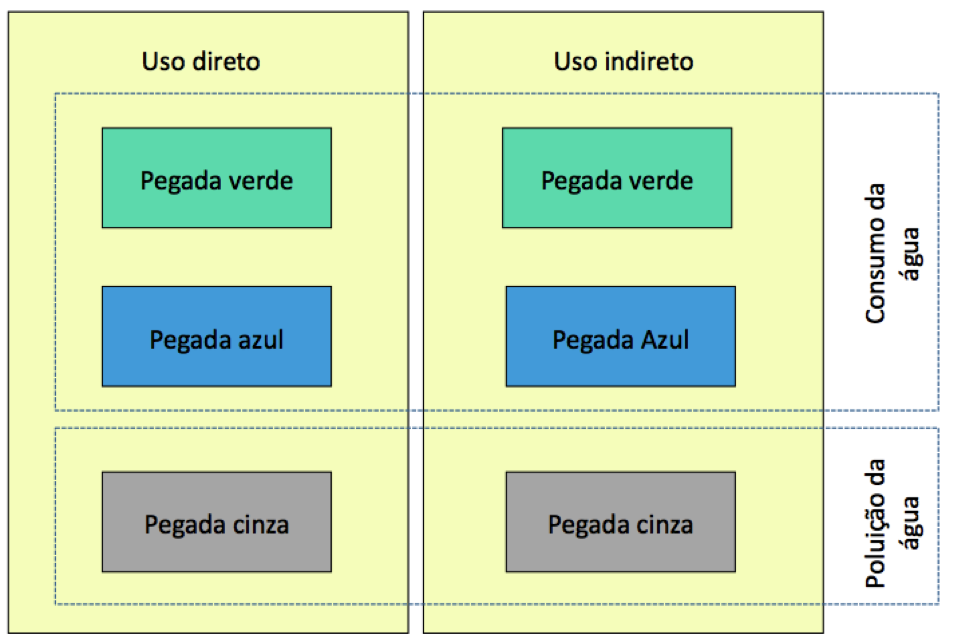 Uso direto
Uso indireto
Pegada verde
Pegada verde
Pegada azul
Pegada Azul
Consumo da
água
Pegada cinza
Pegada cinza
Poluição da
água